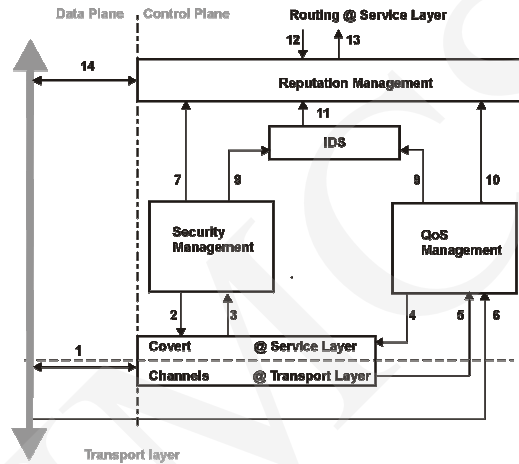 Data Plane Control Plane Routing @ Service Layer
12 13
14
Reputation Management
11
IDS
7 8 9 10
Security
Management
QoS
Management
2 3 4 5 6
1
Covert @ Service Layer
Channels @ Transport Layer
Transport layer